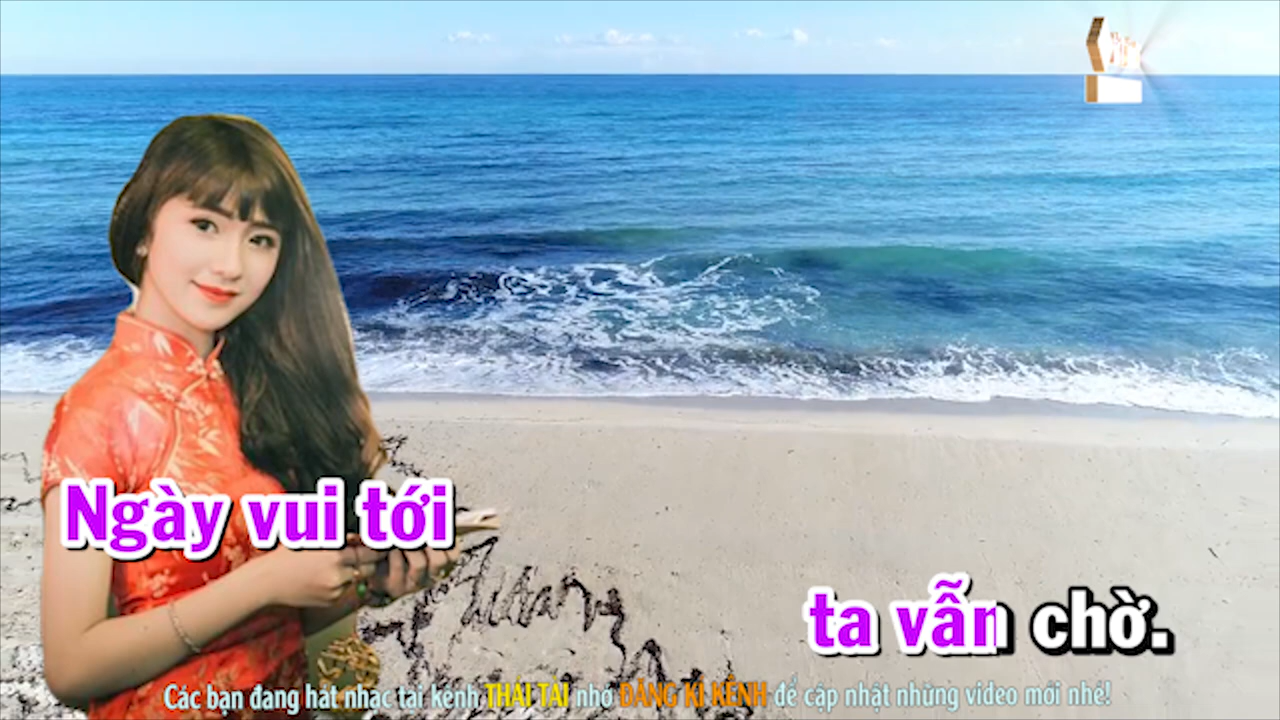 Ngày vui tới
ta vẫn chờ.
Các bạn đang hát nhạc tại kênh THÁI TÀI nhớ ĐĂNG KÍ KÊNH để cập nhật những video mới nhé!